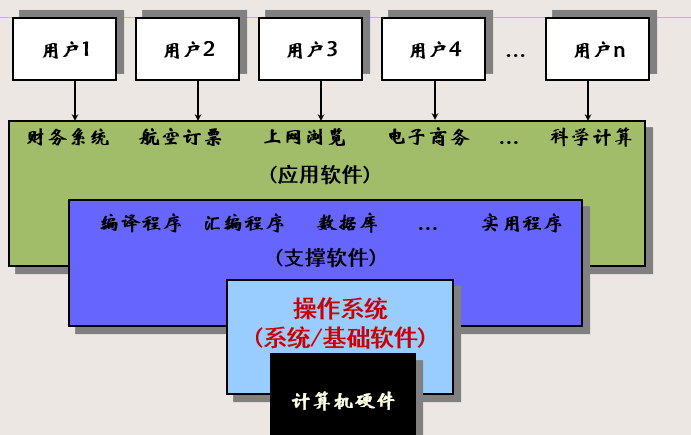 用户1 用户2 用户3 用户4 … 用户n
财务系统 航空订票 上网浏览 电子商务 … 科学计算
(应用软件)
编译程序 汇编程序 数据库 … 实用程序
(支撑软件)
操作系统
(系统/基础软件)
计算机硬件